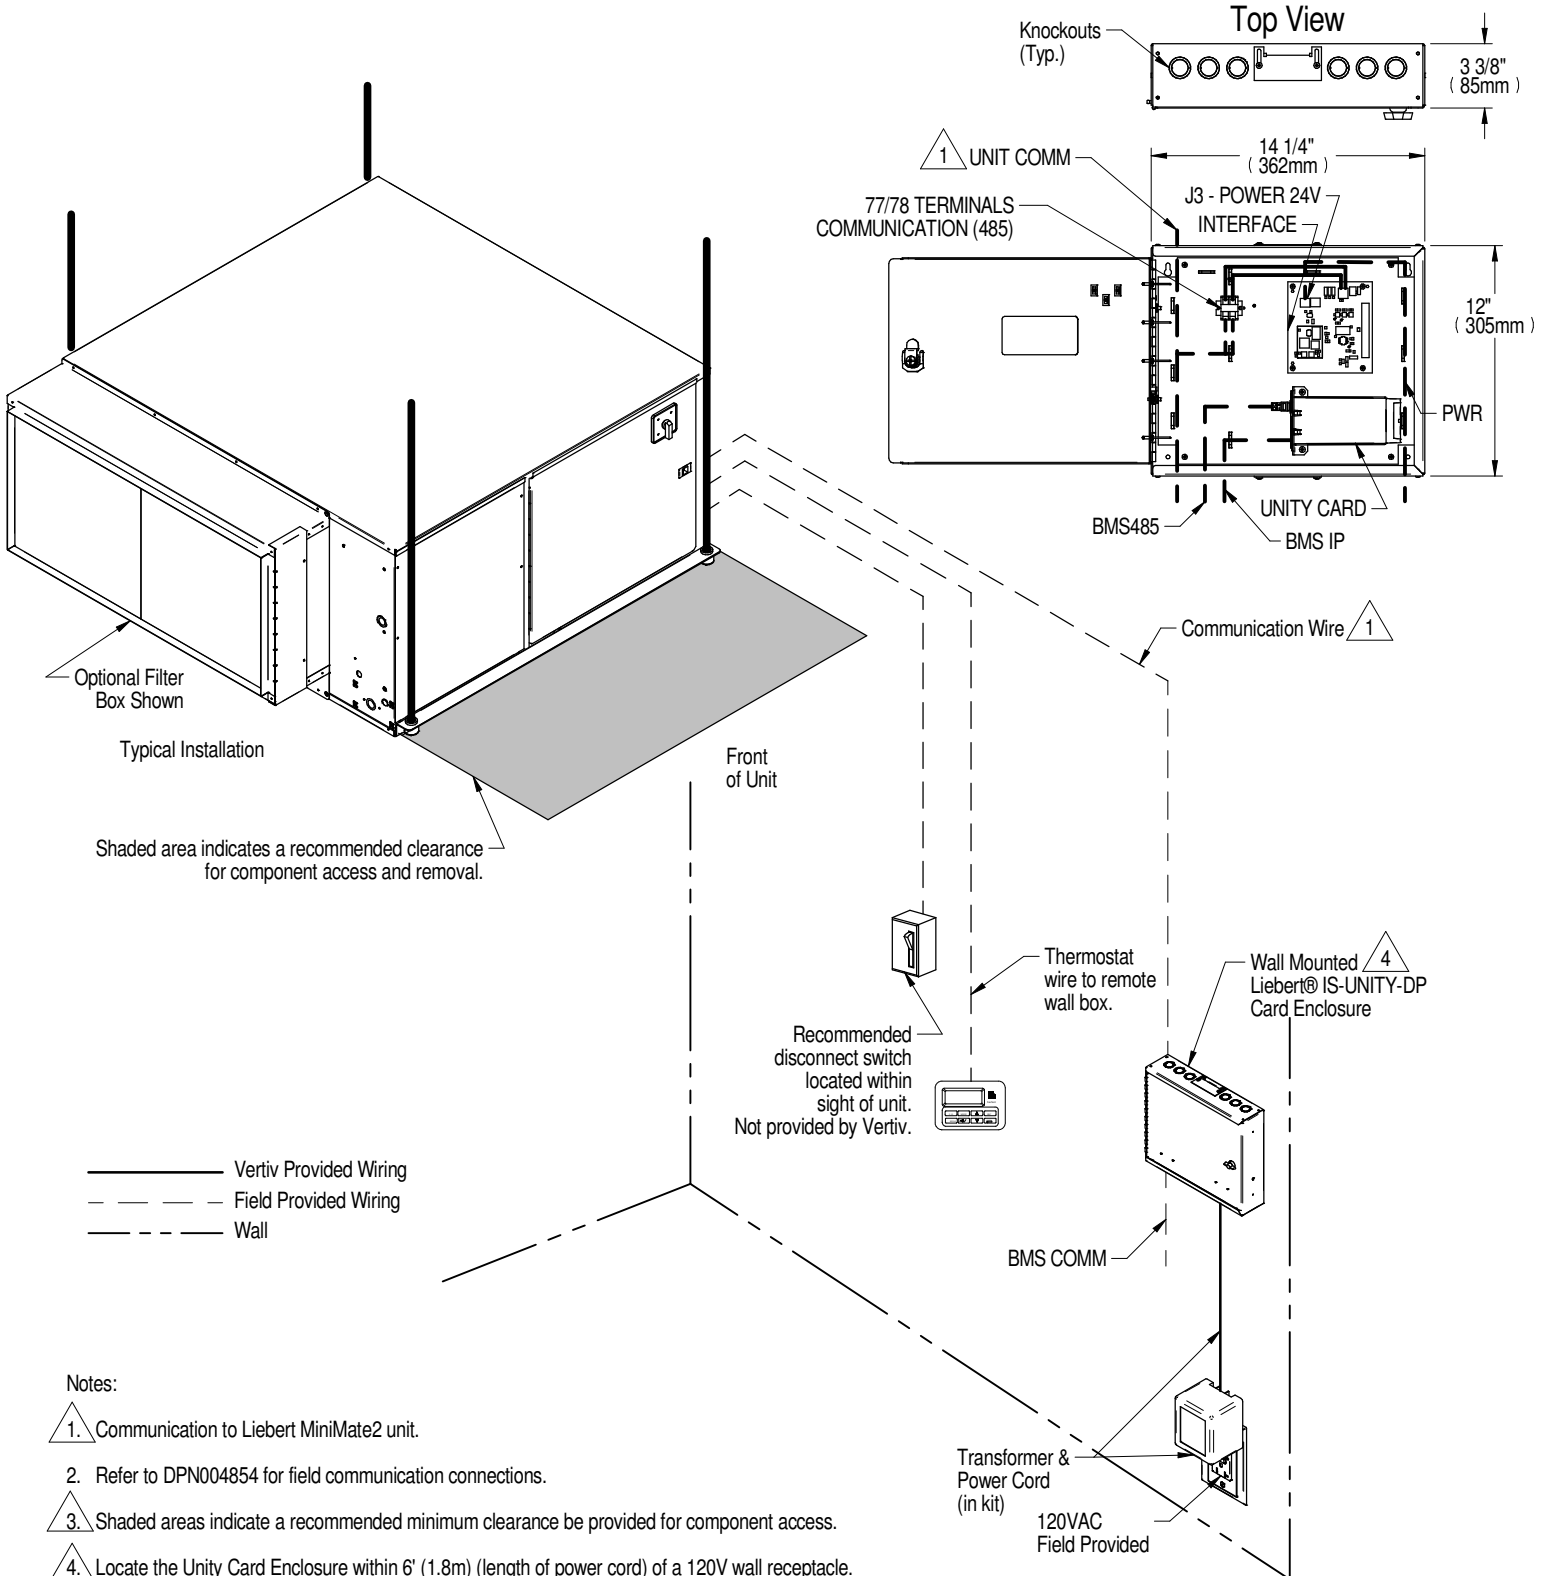 Top View
Knockouts
(Typ.)
3 3/8"
( 85mm )
14 1/4"
( 362mm )
1 UNIT COMM
J3 - POWER 24V
77/78 TERMINALS
COMMUNICATION (485)
INTERFACE
12"
( 305mm )
PWR
UNITY CARD
BMS485
BMS IP
Communication Wire 1
Optional Filter
Box Shown
Typical Installation
Front
of Unit
Shaded area indicates a recommended clearance
for component access and removal.
Thermostat
wire to remote
wall box.
Wall Mounted 4
Liebert® IS-UNITY-DP
Card Enclosure
Recommended
disconnect switch
located within
sight of unit.
Not provided by Vertiv.
Vertiv Provided Wiring
Field Provided Wiring
Wall
BMS COMM
Transformer &
Power Cord
(in kit)
120VAC
Field Provided
Notes:
1. Communication to Liebert MiniMate2 unit.
2. Refer to DPN004854 for field communication connections.
3. Shaded areas indicate a recommended minimum clearance be provided for component access.
4. Locate the Unity Card Enclosure within 6' (1.8m) (length of power cord) of a 120V wall receptacle.